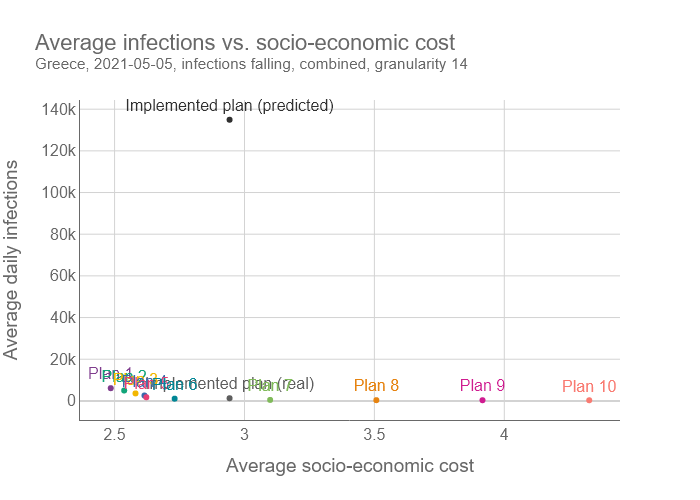 Average infections vs. socio-economic cost
Greece, 2021-05-05, infections falling, combined, granularity 14
Average daily infections
140k
120k
100k
80k
60k
40k
20k
0
Implemented plan (predicted)
Plan 1
Plan 2
Plan 6
Implemented plan (real)
Plan 7
Plan 8
Plan 9
Plan 10
2.5
3
3.5
4
Average socio-economic cost